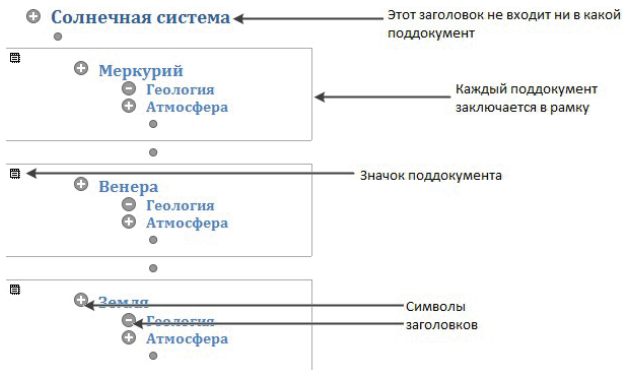 Солнечная система
Этот заголовок не входит ни в какой
поддокумент
Меркурий
Геология
Атмосфера
Каждый поддокумент
заключается в рамку
Значок поддокумента
Венера
Геология
Атмосфера
Земля
Геология
Атмосфера
Символы
заголовков